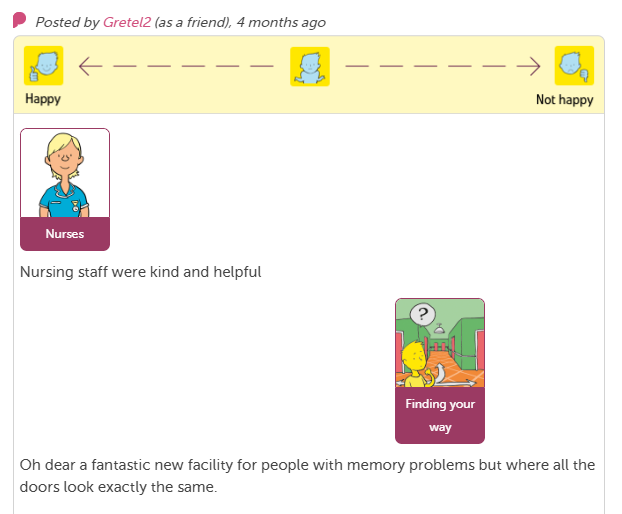 Posted by Gretel2 (as a friend), 4 months ago
Happy
Not happy
Nurses
Nursing staff were kind and helpful
?
Finding your
way
Oh dear a fantastic new facility for people with memory problems but where all the
doors look exactly the same.